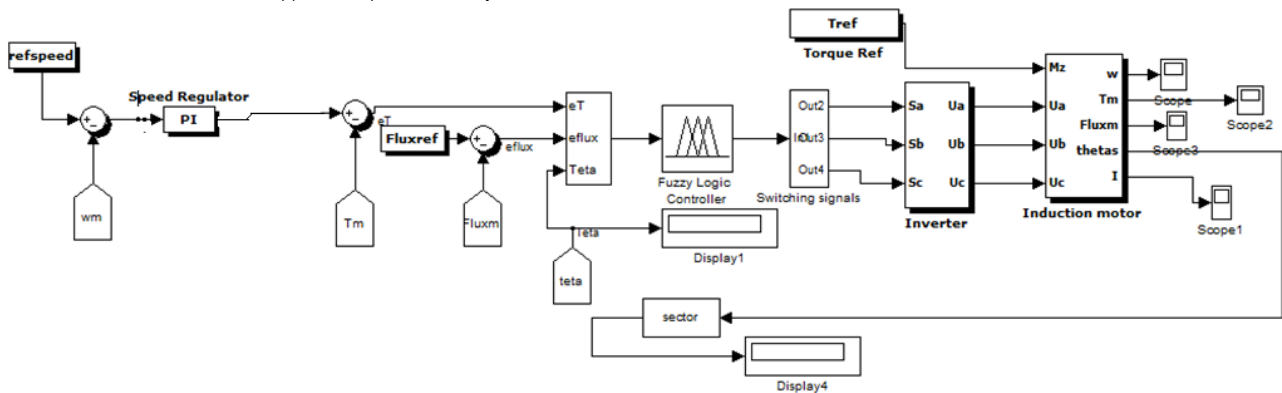 Tref
Torque Ref
refspeed
Speed Regulator
PI
wm
eT
Tm
Fluxref
eflux
Fluxm
eT
eflux
Teta
Teta
teta
Fuzzy Logic
Controller
Display1
Out2
In1
Out3
Out4
Switching signals
Sa
Sb
Sc
Ua
Ub
Uc
Inverter
Mz
Ua
Ub
Uc
w
Tm
Fluxm
thetas
I
Induction motor
Scope
Scope2
Scope3
Scope1
sector
Display4